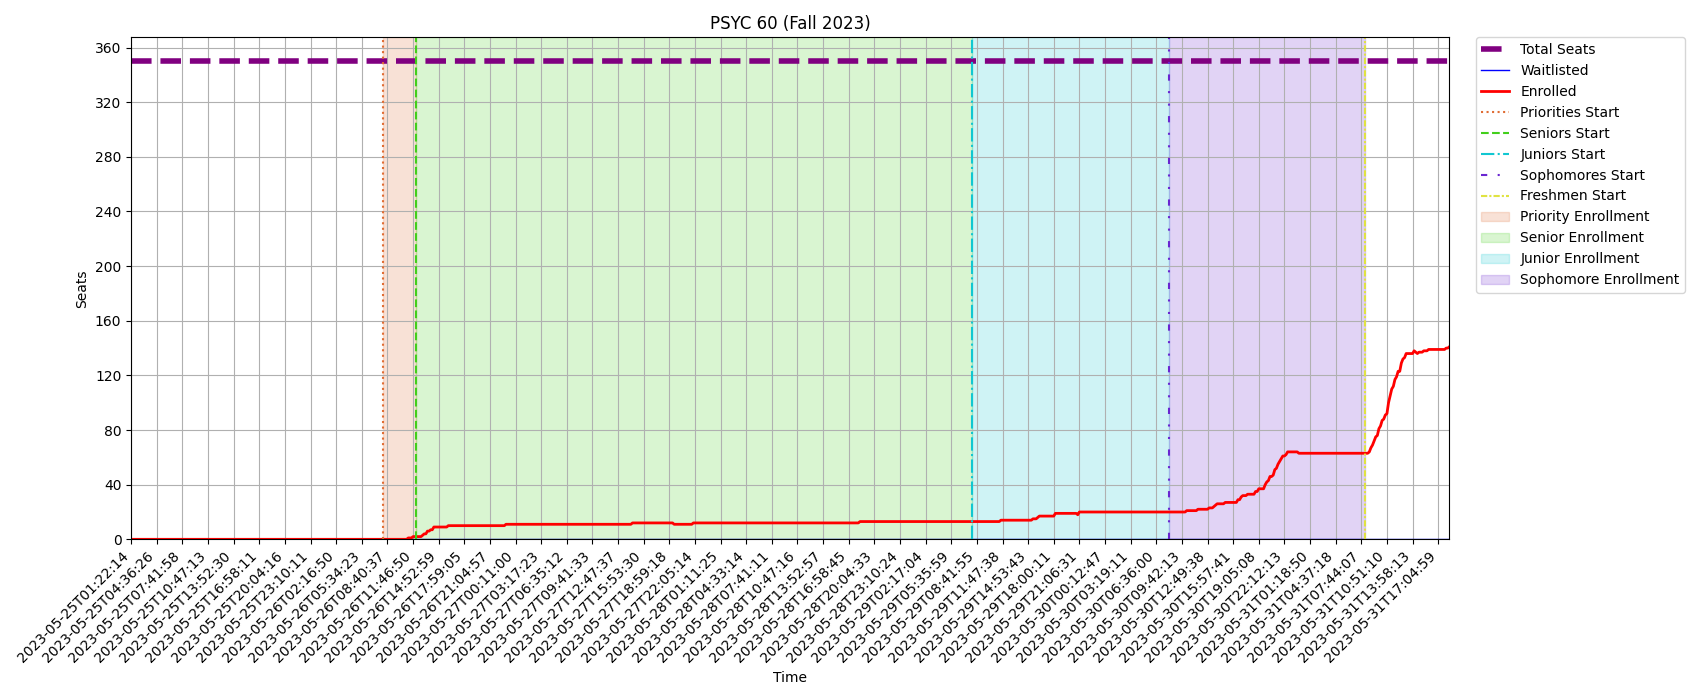 PSYC 60 (Fall 2023)
360
320
280
240
200
160
120
80
40
0
Seats
2023-05-25T01:22:14
2023-05-25T04:36:26
2023-05-25T07:41:58
2023-05-25T10:47:13
2023-05-25T13:52:30
2023-05-25T16:58:11
2023-05-25T20:04:16
2023-05-25T23:10:11
2023-05-26T02:16:50
2023-05-26T05:34:23
2023-05-26T08:40:37
2023-05-26T11:46:50
2023-05-26T14:52:59
2023-05-26T17:59:05
2023-05-26T21:04:57
2023-05-27T00:11:00
2023-05-27T03:17:23
2023-05-27T06:35:12
2023-05-27T09:41:33
2023-05-27T12:47:37
2023-05-27T15:53:30
2023-05-27T18:59:18
2023-05-27T22:05:14
2023-05-28T01:11:25
2023-05-28T04:33:14
2023-05-28T07:41:11
2023-05-28T10:47:16
2023-05-28T13:52:57
2023-05-28T16:58:45
2023-05-28T20:04:33
2023-05-28T23:10:24
2023-05-29T02:17:04
2023-05-29T05:35:59
2023-05-29T08:41:55
2023-05-29T11:47:38
2023-05-29T14:53:43
2023-05-29T18:00:11
2023-05-29T21:06:31
2023-05-30T00:12:47
2023-05-30T03:19:11
2023-05-30T06:36:00
2023-05-30T09:42:13
2023-05-30T12:49:38
2023-05-30T15:57:41
2023-05-30T19:05:08
2023-05-30T22:12:13
2023-05-31T01:18:50
2023-05-31T04:37:18
2023-05-31T07:44:07
2023-05-31T10:51:10
2023-05-31T13:58:13
2023-05-31T17:04:59
Time
Total Seats
Waitlisted
Enrolled
Priorities Start
Seniors Start
Juniors Start
Sophomores Start
Freshmen Start
Priority Enrollment
Senior Enrollment
Junior Enrollment
Sophomore Enrollment